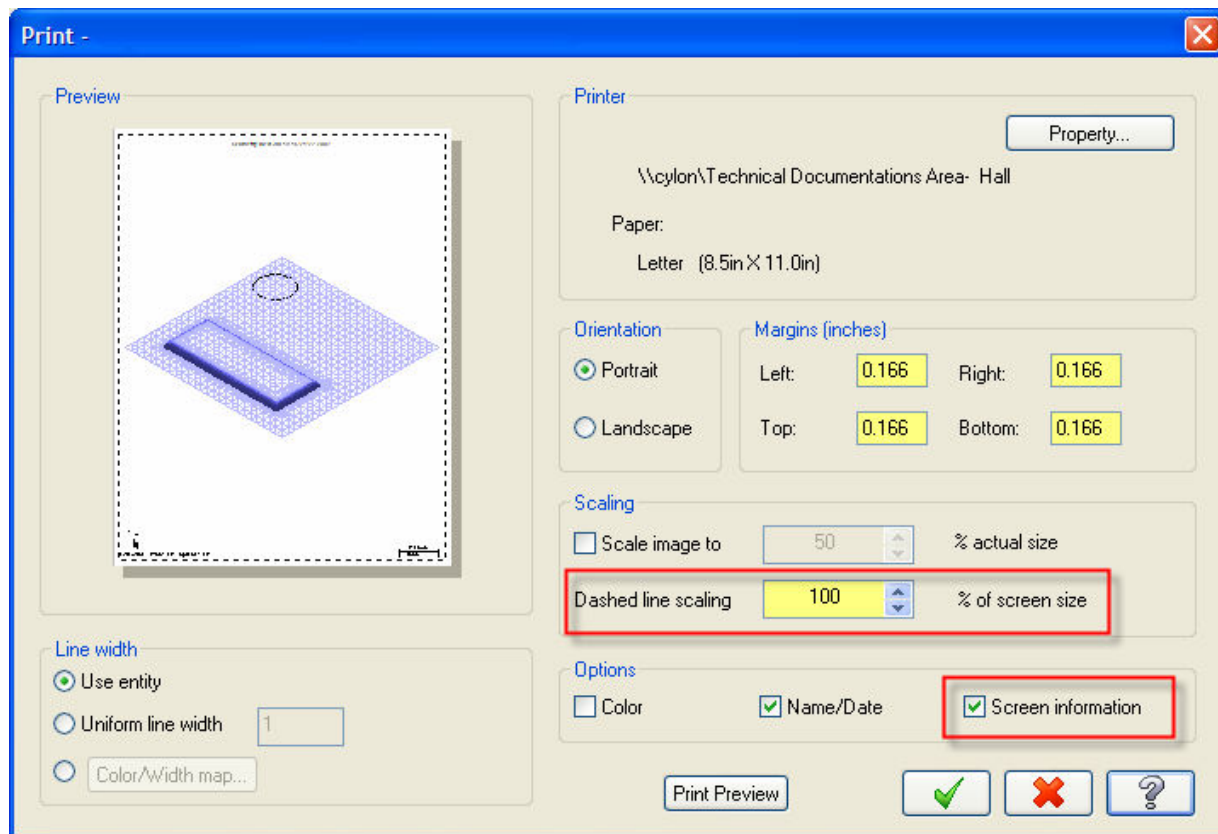 Print -
Preview
Printer
Property...
\\cylon\Technical Documentations Area- Hall
Paper:
Letter (8.5in X 11.0in)
Orientation
Portrait
Landscape
Margins (inches)
Left: 0.166 Right: 0.166
Top: 0.166 Bottom: 0.166
Scaling
Scale image to 50 % actual size
Dashed line scaling 100 % of screen size
Line width
Use entity
Uniform line width 1
Color/Width map...
Options
Color Name/Date Screen information
Print Preview